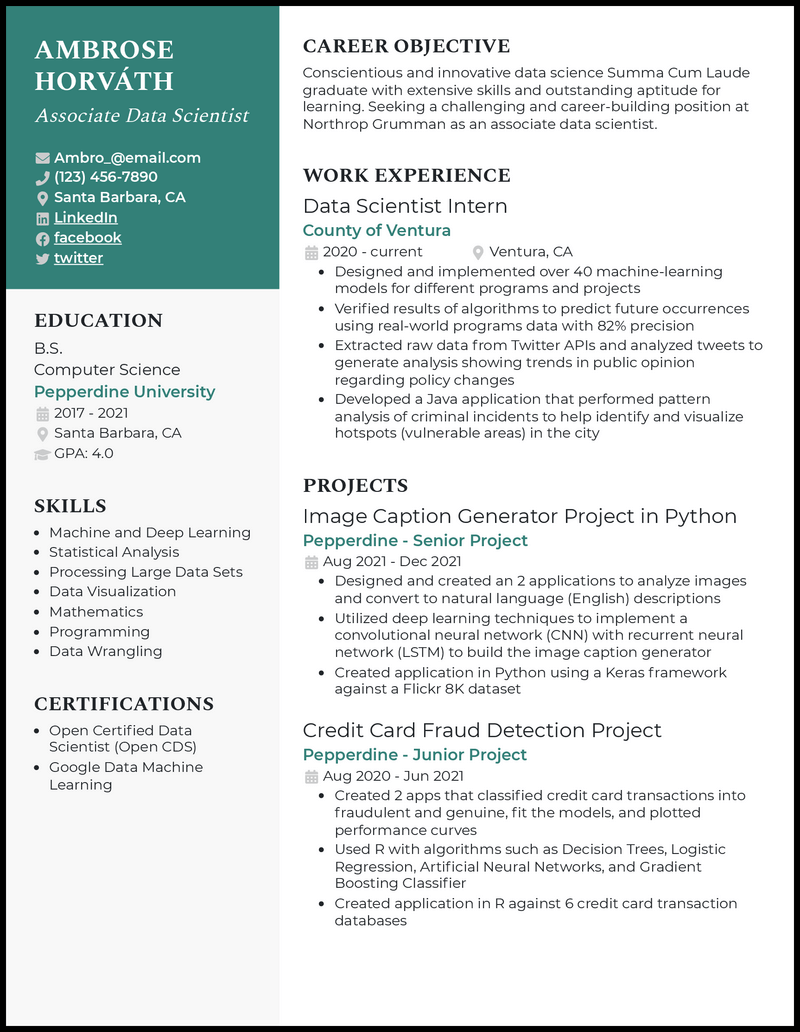 AMBROSE
HORVÁTH
Associate Data Scientist
Ambro_@email.com
(123) 456-7890
Santa Barbara, CA
LinkedIn
facebook
twitter
EDUCATION
B.S.
Computer Science
Pepperdine University
2017 - 2021
Santa Barbara, CA
GPA: 4.0
SKILLS
• Machine and Deep Learning
• Statistical Analysis
• Processing Large Data Sets
• Data Visualization
• Mathematics
• Programming
• Data Wrangling
CERTIFICATIONS
• Open Certified Data
Scientist (Open CDS)
• Google Data Machine
Learning
CAREER OBJECTIVE
Conscientious and innovative data science Summa Cum Laude
graduate with extensive skills and outstanding aptitude for
learning. Seeking a challenging and career-building position at
Northrop Grumman as an associate data scientist.
WORK EXPERIENCE
Data Scientist Intern
County of Ventura
2020 - current Ventura, CA
• Designed and implemented over 40 machine-learning
models for different programs and projects
• Verified results of algorithms to predict future occurrences
using real-world programs data with 82% precision
• Extracted raw data from Twitter APIs and analyzed tweets to
generate analysis showing trends in public opinion
regarding policy changes
• Developed a Java application that performed pattern
analysis of criminal incidents to help identify and visualize
hotspots (vulnerable areas) in the city
PROJECTS
Image Caption Generator Project in Python
Pepperdine - Senior Project
Aug 2021 - Dec 2021
• Designed and created an 2 applications to analyze images
and convert to natural language (English) descriptions
• Utilized deep learning techniques to implement a
convolutional neural network (CNN) with recurrent neural
network (LSTM) to build the image caption generator
• Created application in Python using a Keras framework
against a Flickr 8K dataset
Credit Card Fraud Detection Project
Pepperdine - Junior Project
Aug 2020 - Jun 2021
• Created 2 apps that classified credit card transactions into
fraudulent and genuine, fit the models, and plotted
performance curves
• Used R with algorithms such as Decision Trees, Logistic
Regression, Artificial Neural Networks, and Gradient
Boosting Classifier
• Created application in R against 6 credit card transaction
databases